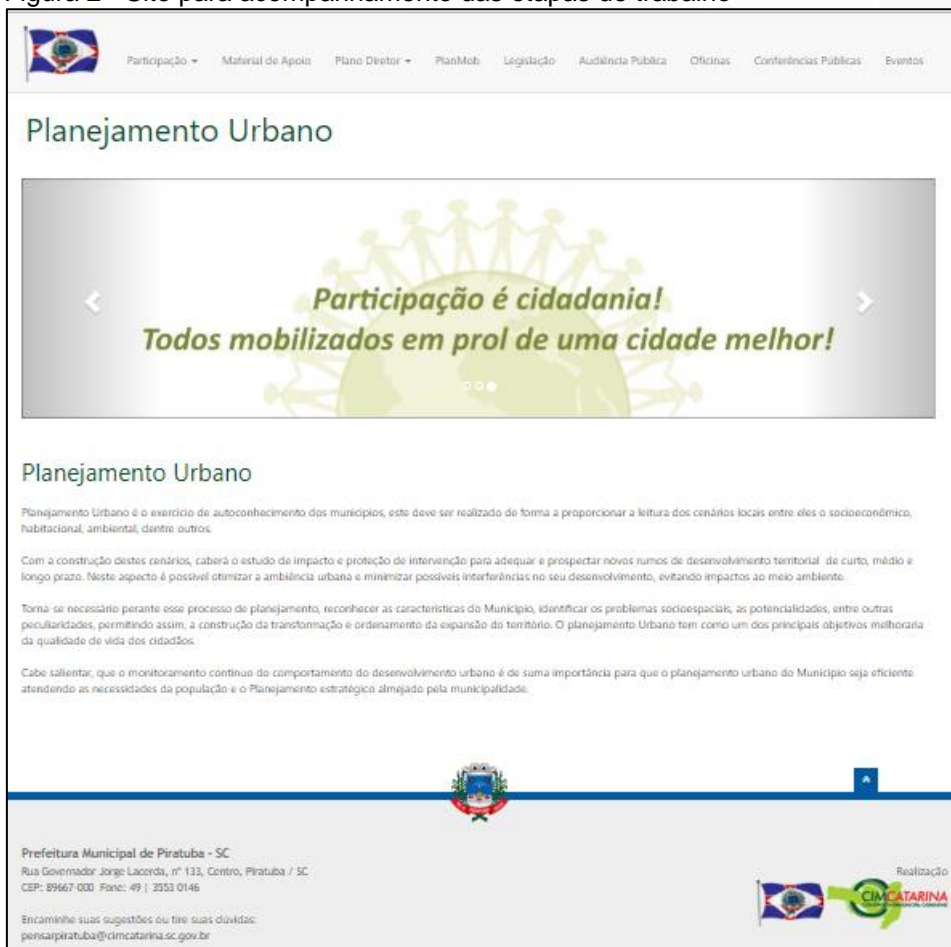 Figura 2 - Site para acompanhamento das etapas do trabalho
Participação Material de Apoio Plano Diretor PlanMob Legislação Audiência Pública Oficinas Conferências Públicas Eventos
Planejamento Urbano
Participação é cidadania!
Todos mobilizados em prol de uma cidade melhor!
Planejamento Urbano
Planejamento Urbano é o exercício de autoconhecimento dos municípios, este deve ser realizado de forma a proporcionar a leitura dos cenários locais entre eles o socioeconômico,
habitacional, ambiental, dentre outros.
Com a construção destes cenários, caberá o estudo de impacto e proteção de intervenção para adequar e prospectar novos rumos de desenvolvimento territorial de curto, médio e
longo prazo. Neste aspecto é possível otimizar a ambiência urbana e minimizar possíveis interferências no seu desenvolvimento, evitando impactos ao meio ambiente.
Torna-se necessário perante esse processo de planejamento, reconhecer as características do Município, identificar os problemas socioespaciais, as potencialidades, entre outras
peculiaridades, permitindo assim, a construção da transformação e ordenamento da expansão do território. O planejamento Urbano tem como um dos principais objetivos melhoraria
da qualidade de vida dos cidadãos.
Cabe salientar, que o monitoramento contínuo do comportamento do desenvolvimento urbano é de suma importância para que o planejamento urbano do Município seja eficiente
atendendo as necessidades da população e o Planejamento estratégico almejado pela municipalidade.
Prefeitura Municipal de Piratuba - SC
Rua Governador Jorge Lacerda, nº 133, Centro, Piratuba / SC
CEP: 89667-000 Fone: 49 | 3553 0146
Realização
CIMCATARINA
Encaminhe suas sugestões ou tire suas dúvidas:
pensarpiratuba@cimcatarina.sc.gov.br